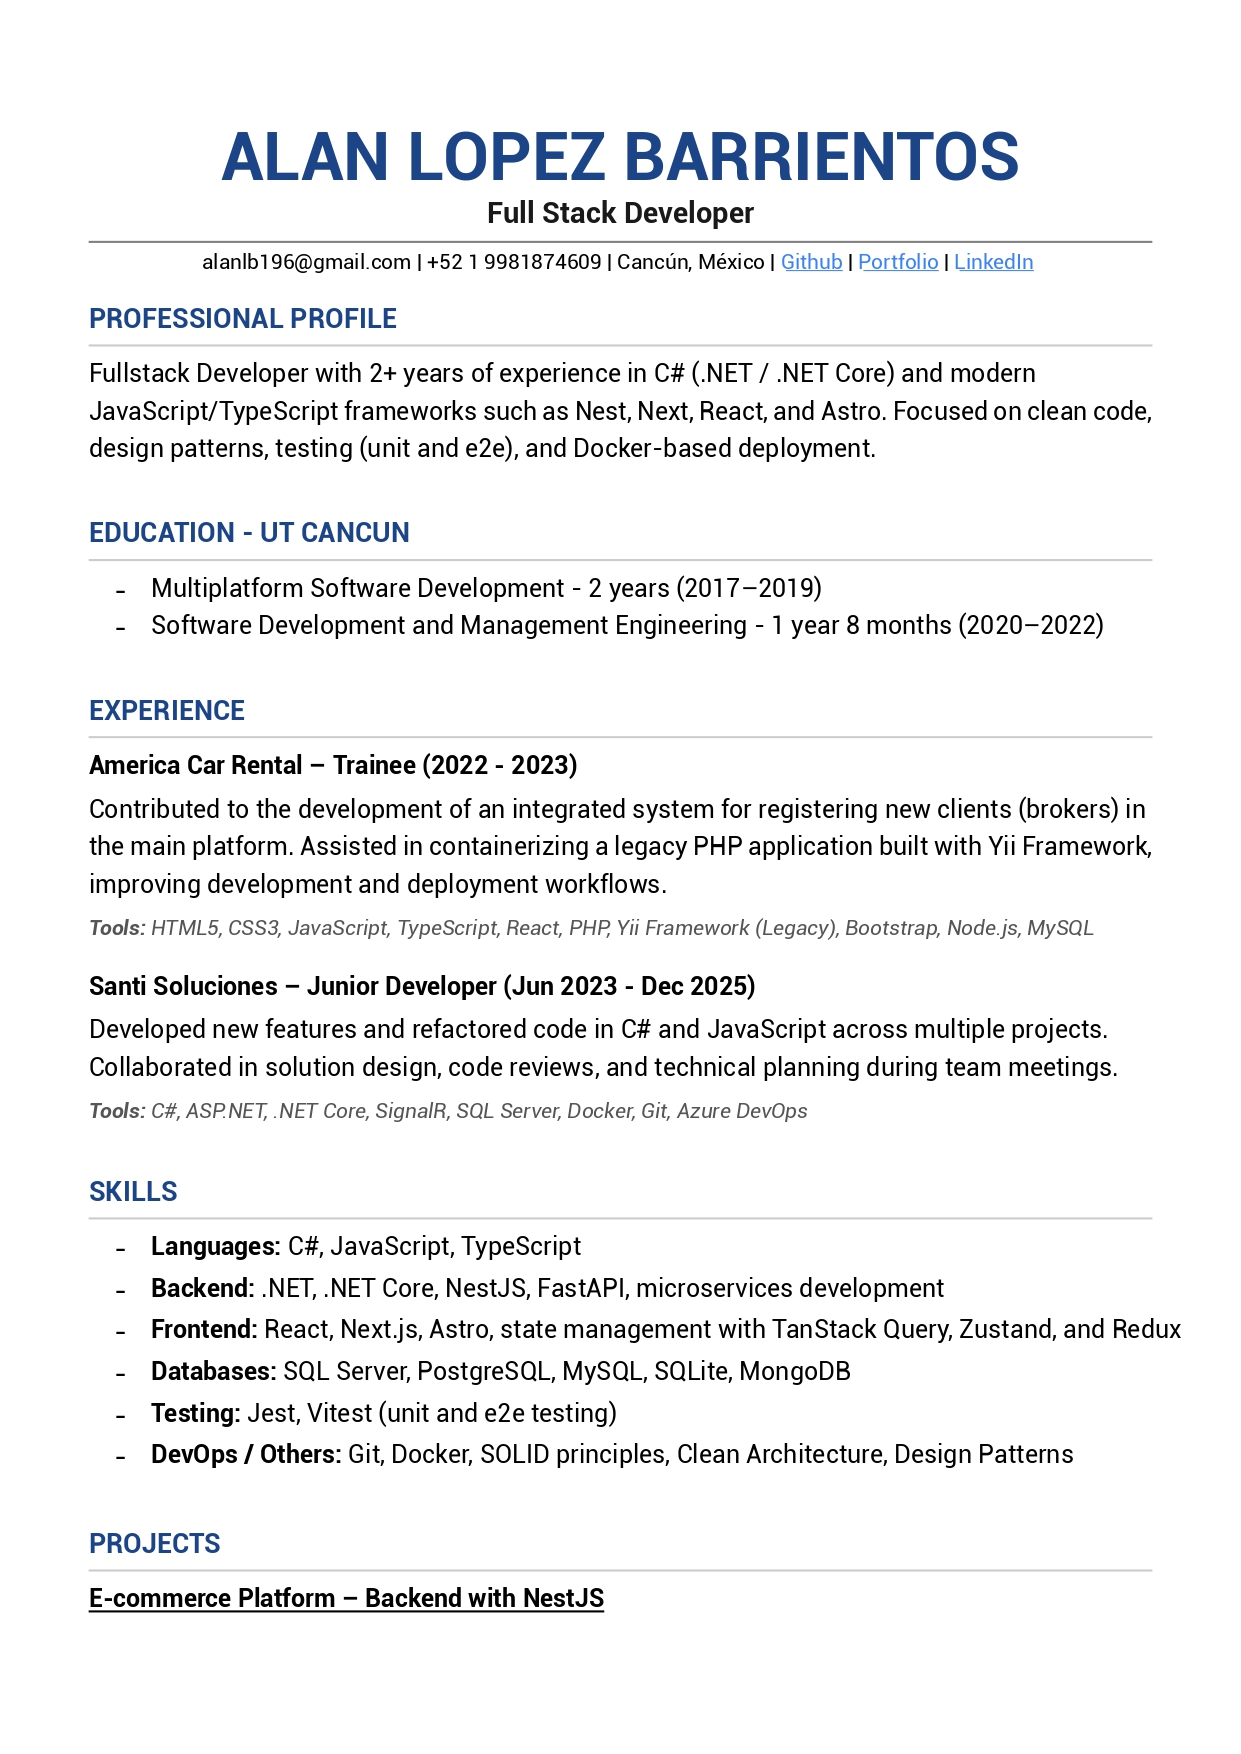 ALAN LOPEZ BARRIENTOS
Full Stack Developer
alanlb196@gmail.com | +52 1 9981874609 | Cancún, México | Github | Portfolio | LinkedIn
PROFESSIONAL PROFILE
Fullstack Developer with 2+ years of experience in C# (.NET / .NET Core) and modern
JavaScript/TypeScript frameworks such as Nest, Next, React, and Astro. Focused on clean code,
design patterns, testing (unit and e2e), and Docker-based deployment.
EDUCATION - UT CANCUN
- Multiplatform Software Development - 2 years (2017–2019)
- Software Development and Management Engineering - 1 year 8 months (2020–2022)
EXPERIENCE
America Car Rental – Trainee (2022 - 2023)
Contributed to the development of an integrated system for registering new clients (brokers) in
the main platform. Assisted in containerizing a legacy PHP application built with Yii Framework,
improving development and deployment workflows.
Tools: HTML5, CSS3, JavaScript, TypeScript, React, PHP, Yii Framework (Legacy), Bootstrap, Node.js, MySQL
Santi Soluciones – Junior Developer (Jun 2023 - Dec 2025)
Developed new features and refactored code in C# and JavaScript across multiple projects.
Collaborated in solution design, code reviews, and technical planning during team meetings.
Tools: C#, ASP.NET, .NET Core, SignalR, SQL Server, Docker, Git, Azure DevOps
SKILLS
- Languages: C#, JavaScript, TypeScript
- Backend: .NET, .NET Core, NestJS, FastAPI, microservices development
- Frontend: React, Next.js, Astro, state management with TanStack Query, Zustand, and Redux
- Databases: SQL Server, PostgreSQL, MySQL, SQLite, MongoDB
- Testing: Jest, Vitest (unit and e2e testing)
- DevOps / Others: Git, Docker, SOLID principles, Clean Architecture, Design Patterns
PROJECTS
E-commerce Platform – Backend with NestJS